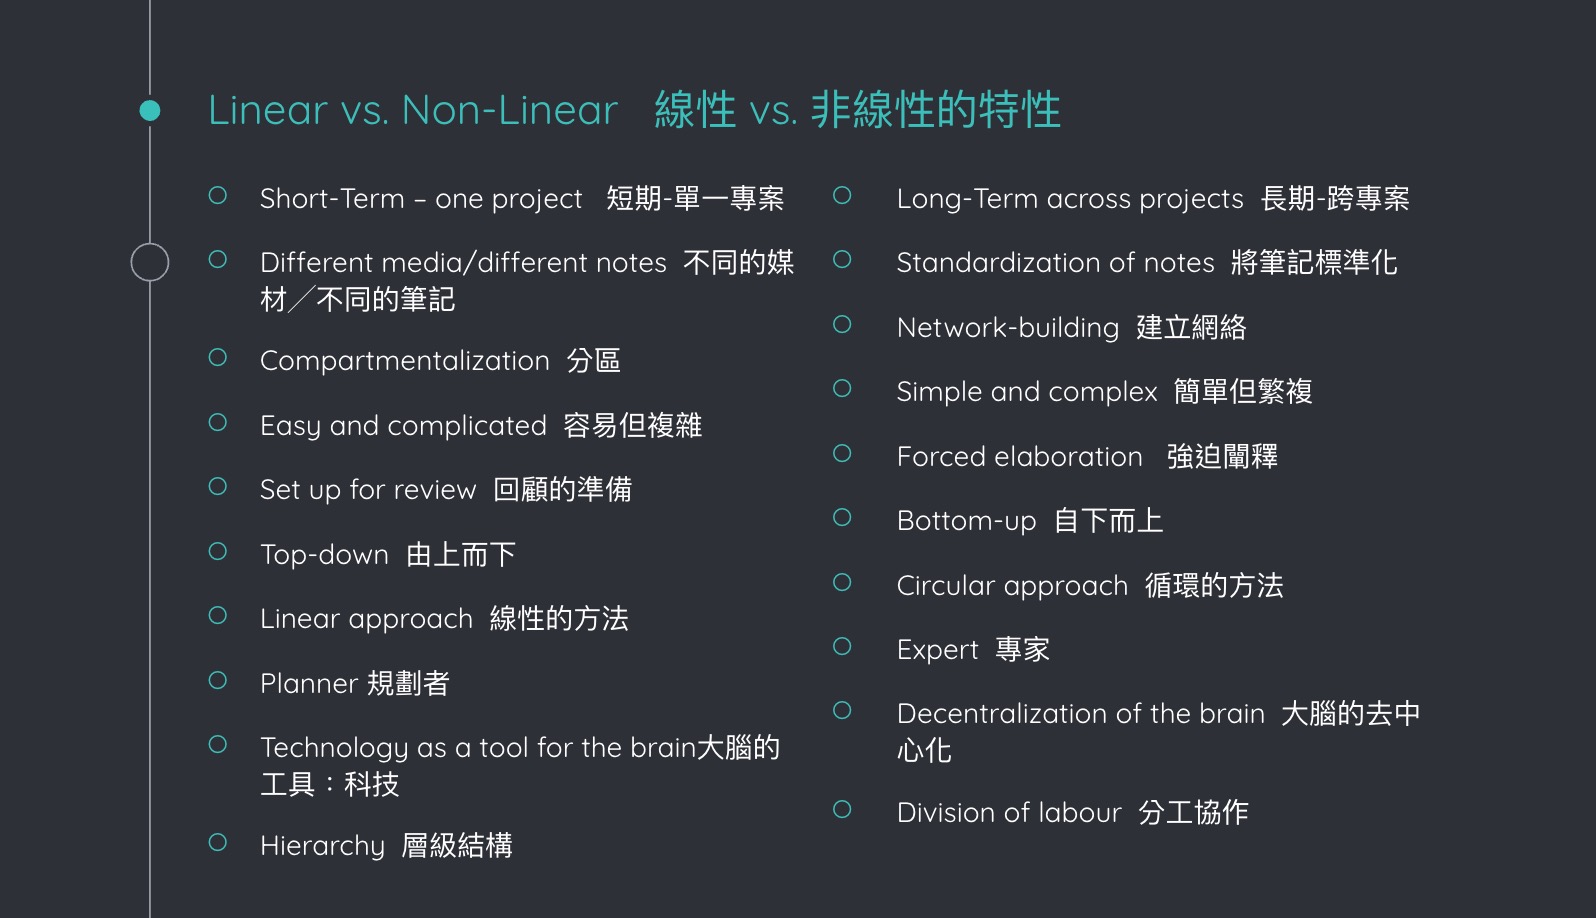 Linear vs. Non-Linear 線性 vs. 非線性的特性
Short-Term – one project 短期-單一專案
Different media/different notes 不同的媒
材／不同的筆記
Compartmentalization 分區
Easy and complicated 容易但複雜
Set up for review 回顧的準備
Top-down 由上而下
Linear approach 線性的方法
Planner 規劃者
Technology as a tool for the brain大腦的
工具：科技
Hierarchy 層級結構
Long-Term across projects 長期-跨專案
Standardization of notes 將筆記標準化
Network-building 建立網絡
Simple and complex 簡單但繁複
Forced elaboration 強迫闡釋
Bottom-up 自下而上
Circular approach 循環的方法
Expert 專家
Decentralization of the brain 大腦的去中
心化
Division of labour 分工協作